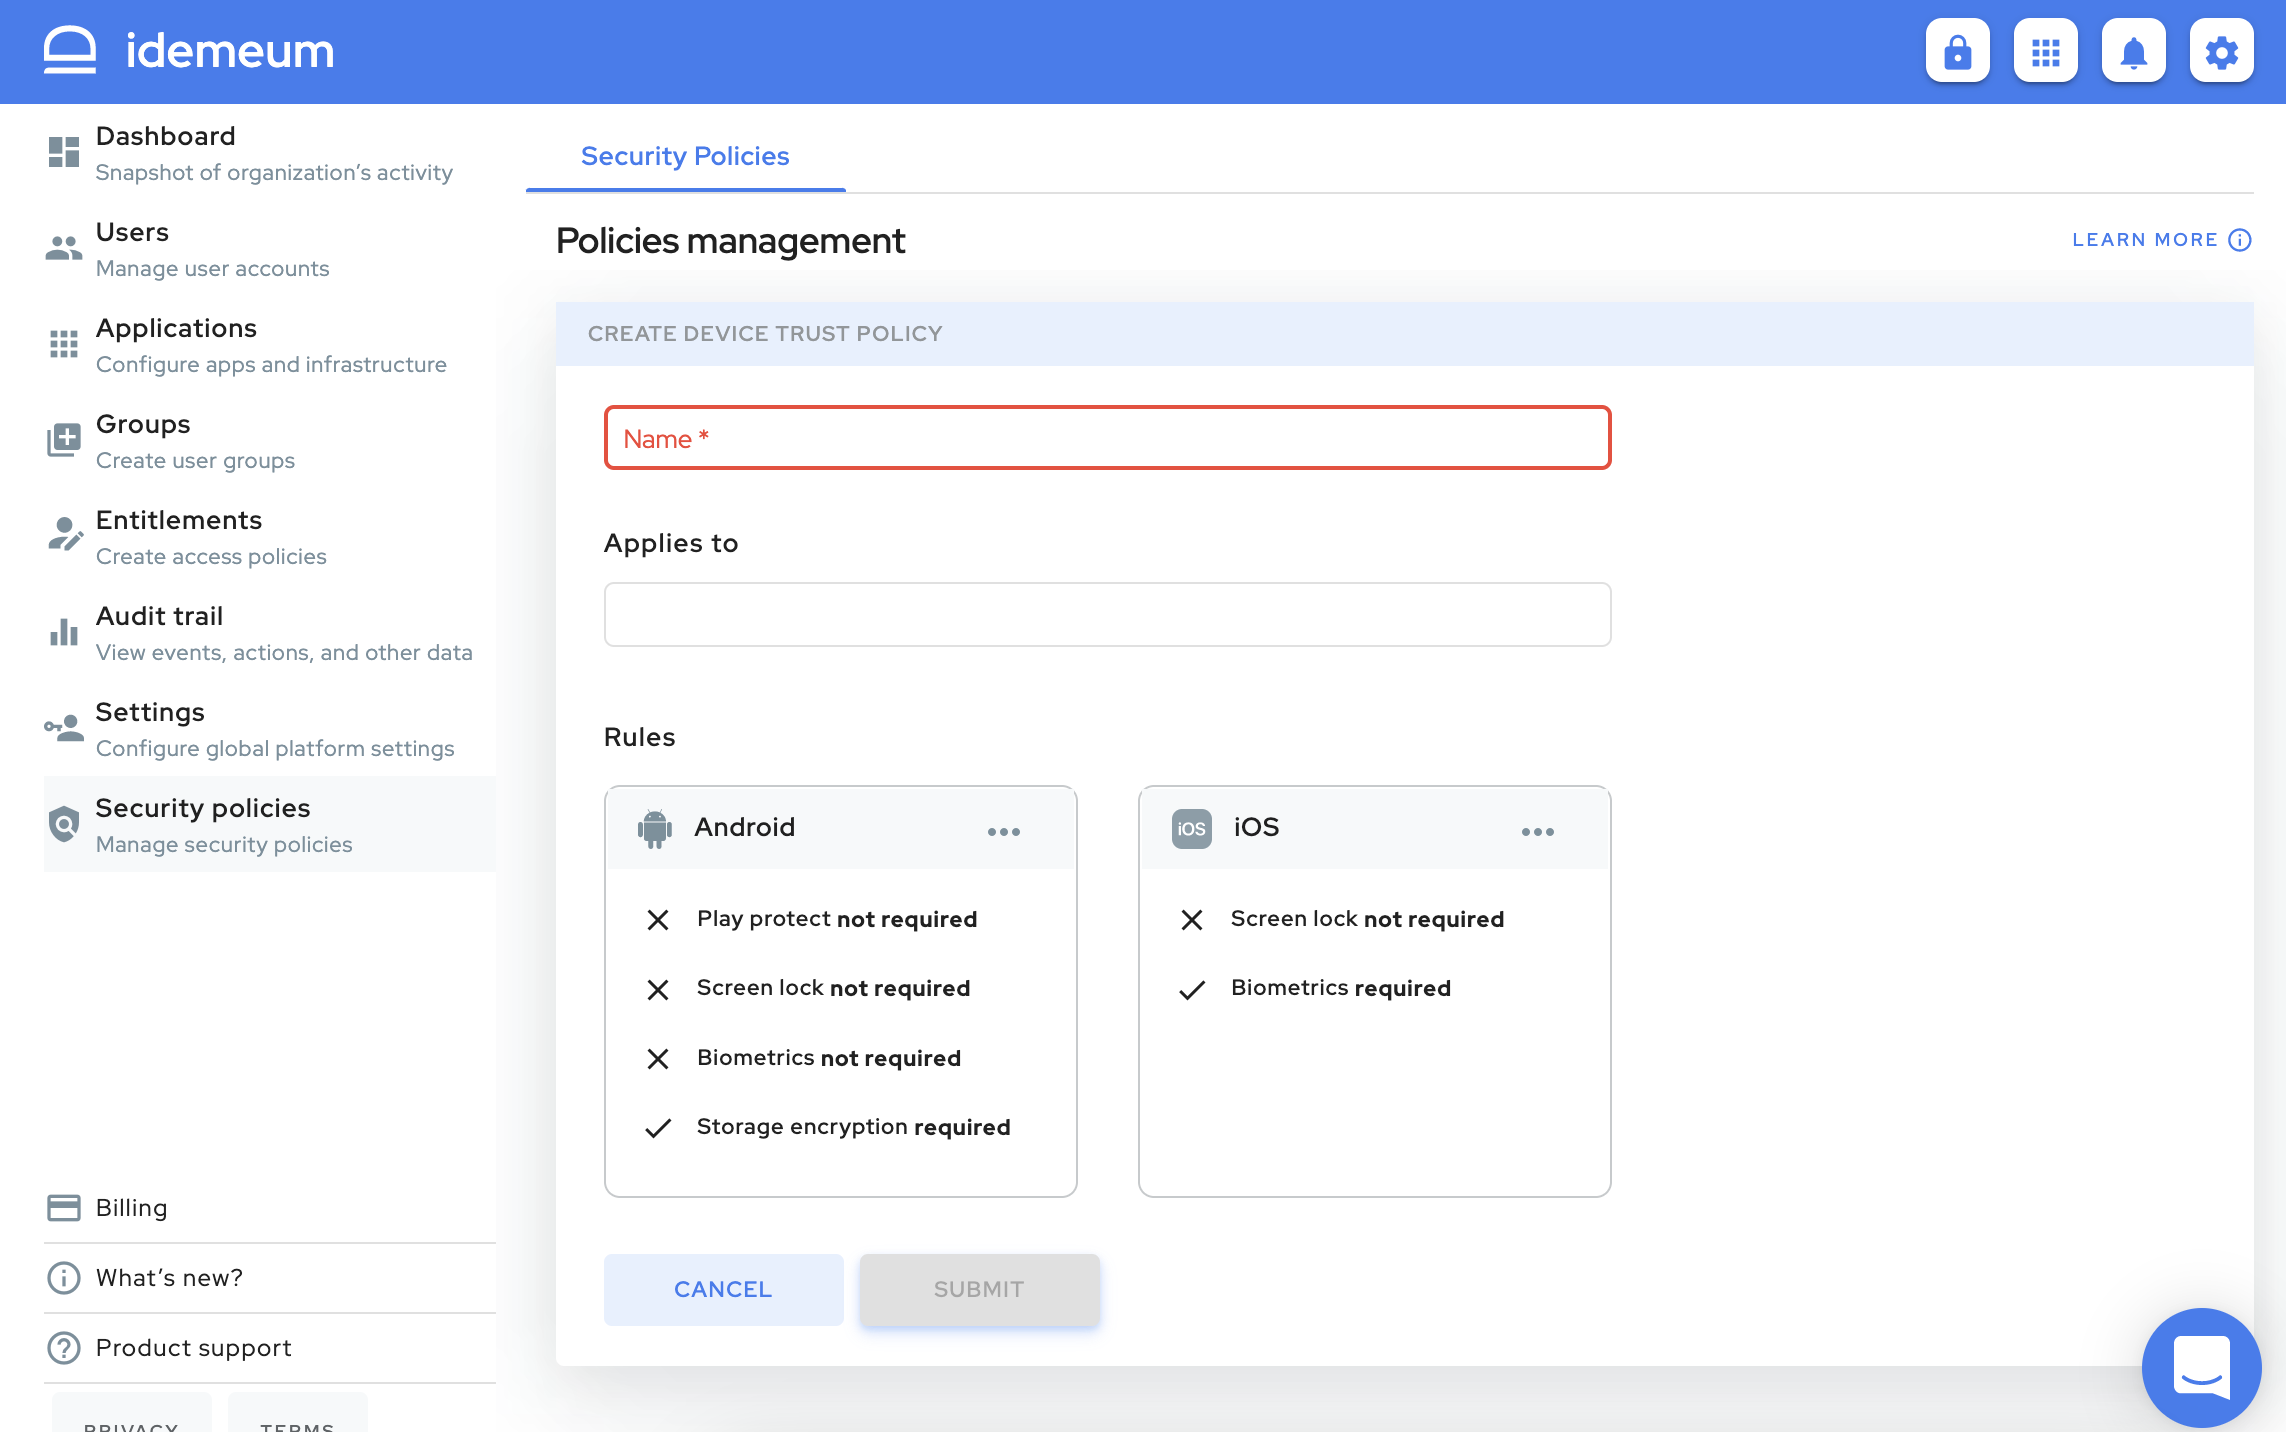 idemeum
Dashboard
Snapshot of organization’s activity
Users
Manage user accounts
Applications
Configure apps and infrastructure
Groups
Create user groups
Entitlements
Create access policies
Audit trail
View events, actions, and other data
Settings
Configure global platform settings
Security policies
Manage security policies
Billing
What’s new?
Product support
PRIVACY
TERMS
Security Policies
Policies management
LEARN MORE
CREATE DEVICE TRUST POLICY
Name *
Applies to
Rules
Android
Play protect not required
Screen lock not required
Biometrics not required
Storage encryption required
iOS iOS
Screen lock not required
Biometrics required
CANCEL
SUBMIT